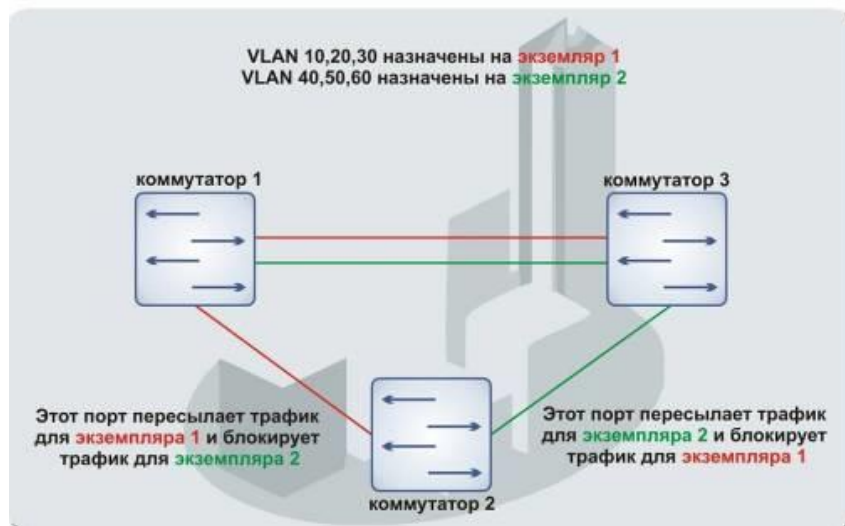 VLAN 10,20,30 назначены на экземляр 1
VLAN 40,50,60 назначены на экземпляр 2
коммутатор 1
коммутатор 3
Этот порт пересылает трафик
для экземпляра 1 и блокирует
трафик для экземпляра 2
Этот порт пересылает трафик
для экземпляра 2 и блокирует
трафик для экземпляра 1
коммутатор 2